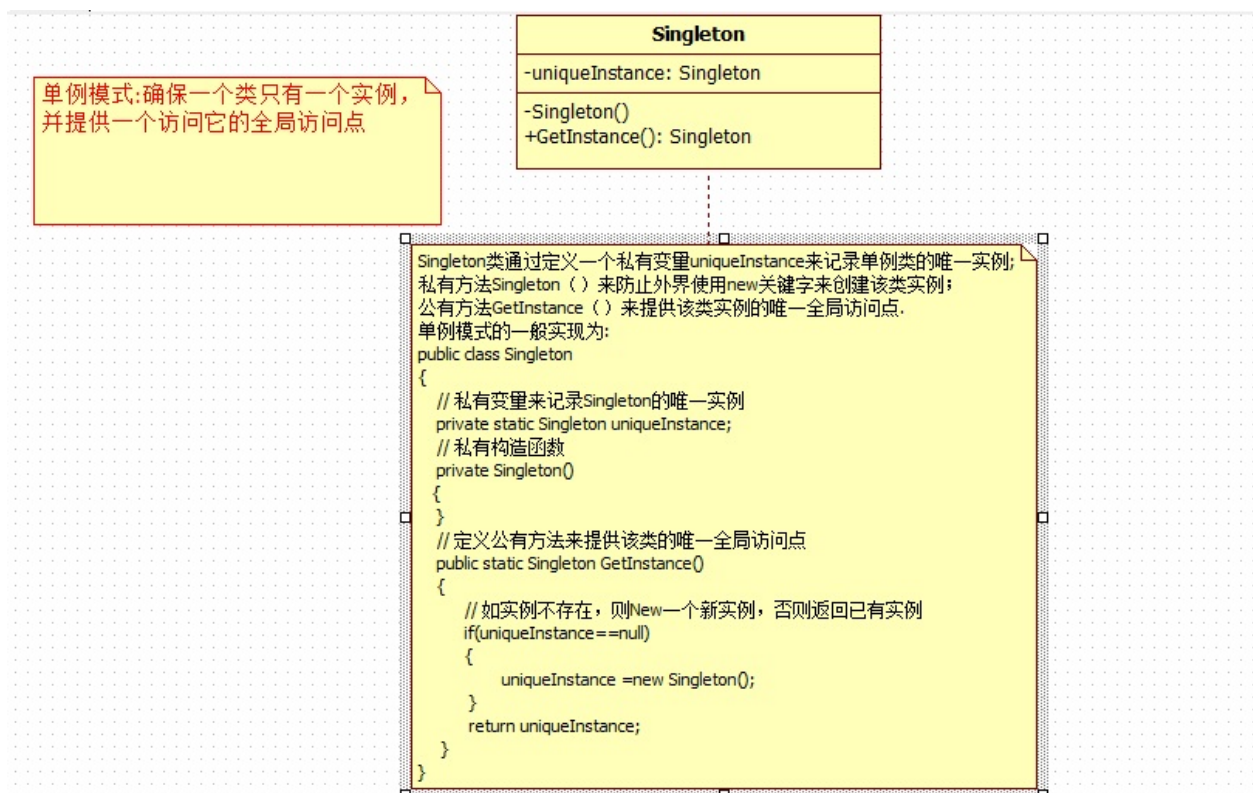 单例模式:确保一个类只有一个实例，
并提供一个访问它的全局访问点
Singleton
-uniqueInstance: Singleton
-Singleton()
+GetInstance(): Singleton
Singleton类通过定义一个私有变量uniqueInstance来记录单例类的唯一实例;
私有方法Singleton（）来防止外界使用new关键字来创建该类实例；
公有方法GetInstance（）来提供该类实例的唯一全局访问点.
单例模式的一般实现为:
public class Singleton
{
// 私有变里来记录Singleton的唯一实例
private static Singleton uniqueInstance;
// 私有构造函数
private Singleton()
{
}
// 定义公有方法来提供该类的唯一全局访问点
public static Singleton GetInstance()
{
// 如实例不存在，则New一个新实例，否则返回已有实例
if(uniqueInstance==null)
{
uniqueInstance =new Singleton();
}
return uniqueInstance;
}
}